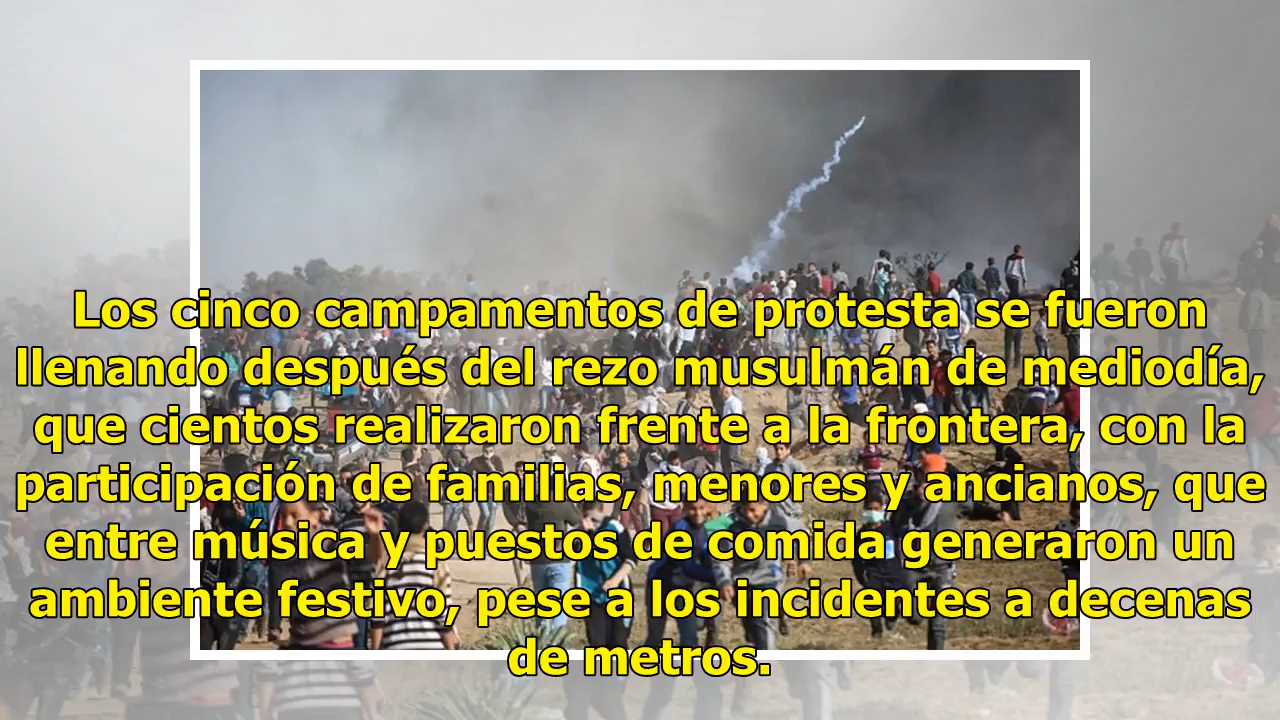 Los cinco campamentos de protesta se fueron
llenando después del rezo musulmán de mediodía,
que cientos realizaron frente a la frontera, con la
participación de familias, menores y ancianos, que
entre música y puestos de comida generaron un
ambiente festivo, pese a los incidentes a decenas
de metros.